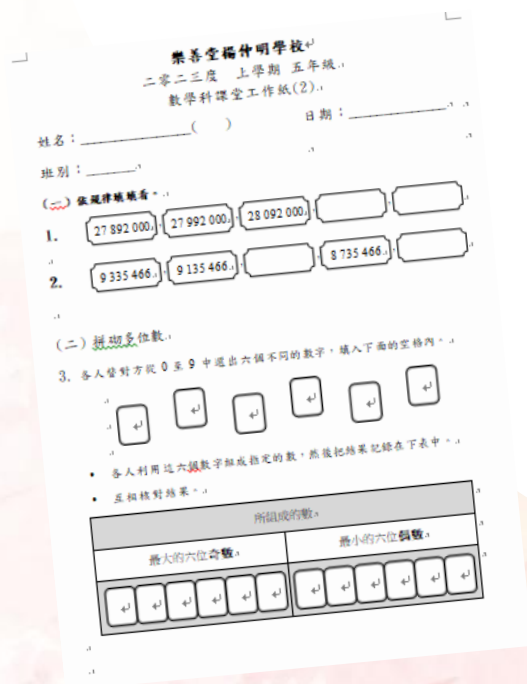 樂善堂楊仲明學校
二零二三度 上學期 五年級
數學科課堂工作紙(2)
姓名：____________( ) 日期：____________
班別：______
(一) 依規律填填看。
1. 27 892 000 , 27 992 000 , 28 092 000 , ,
2. 9 335 466 , 9 135 466 , , 8 735 466 ,
(二) 拼砌多位數
3. 各人替對方從 0 至 9 中選出六個不同的數字，填入下面的空格內。
• 各人利用這六個數字組成指定的數，然後把結果記錄在下表中。
• 互相核對結果。
所組成的數
最大的六位奇數 最小的六位偶數